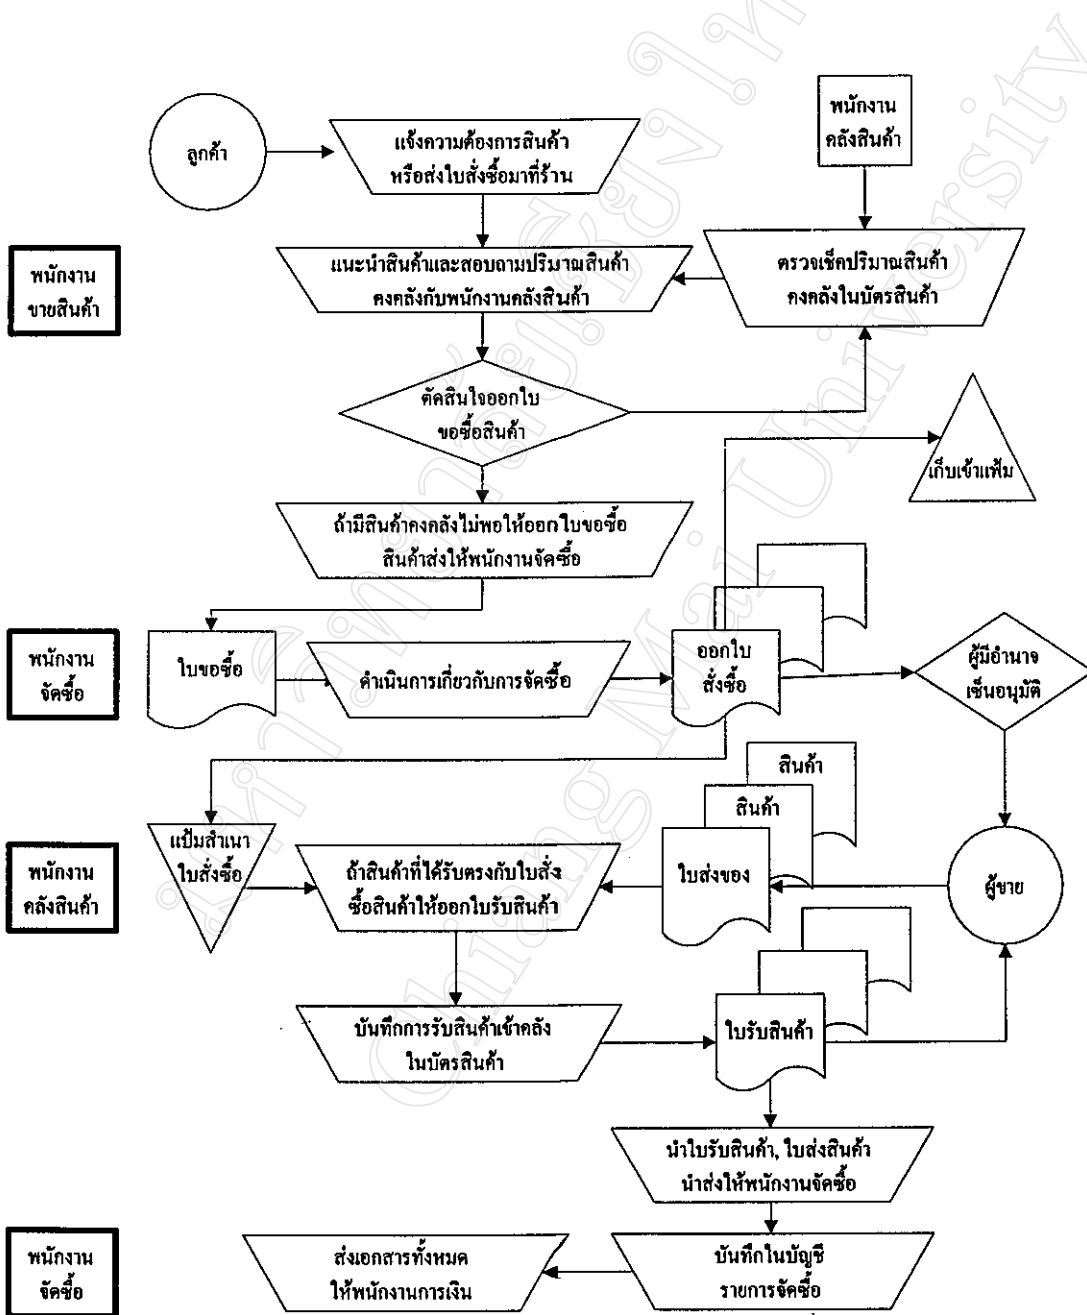 พนักงาน
คลังสินค้า
ลูกค้า
แจ้งความต้องการสินค้า
หรือส่งใบสั่งซื้อมาที่ร้าน
พนักงาน
ขายสินค้า
แนะนำสินค้าและสอบถามปริมาณสินค้า
คงคลังกับพนักงานคลังสินค้า
ตรวจเช็คปริมาณสินค้า
คงคลังในบัตรสินค้า
ตัดสินใจออกใบ
ขอซื้อสินค้า
เก็บเข้าแฟ้ม
ถ้ามีสินค้าคงคลังไม่พอให้ออกใบขอซื้อ
สินค้าส่งให้พนักงานจัดซื้อ
พนักงาน
จัดซื้อ
ใบขอซื้อ
ดำเนินการเกี่ยวกับการจัดซื้อ
ออกใบ
สั่งซื้อ
ผู้มีอำนาจ
เซ็นอนุมัติ
สินค้า
สินค้า
ใบส่งของ
พนักงาน
คลังสินค้า
แป้มสำเนา
ใบสั่งซื้อ
ถ้าสินค้าที่ได้รับตรงกับใบสั่ง
ซื้อสินค้าให้ออกใบรับสินค้า
ผู้ขาย
บันทึกการรับสินค้าเข้าคลัง
ในบัตรสินค้า
ใบรับสินค้า
นำใบรับสินค้า, ใบส่งสินค้า
นำส่งให้พนักงานจัดซื้อ
พนักงาน
จัดซื้อ
ส่งเอกสารทั้งหมด
ให้พนักงานการเงิน
บันทึกในบัญชี
รายการจัดซื้อ
มหาวิทยาลัยเชียงใหม่
Chiang Mai University